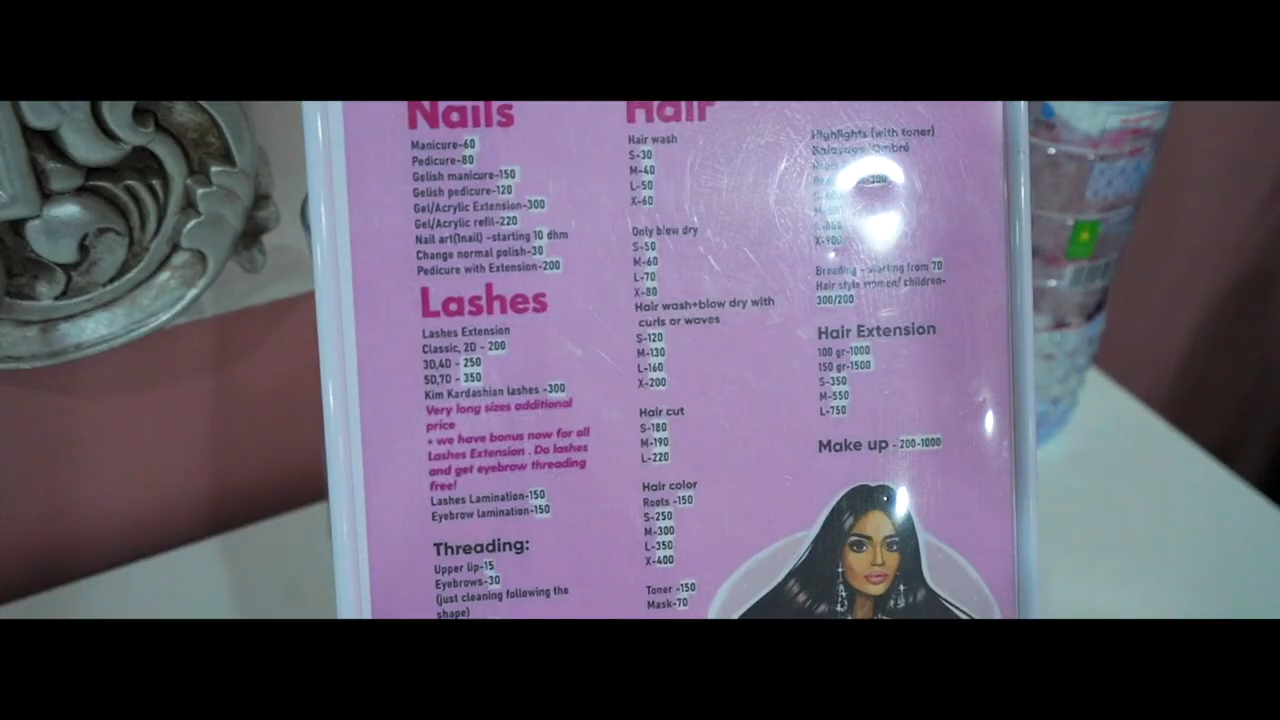 Nails
Manicure-60
Pedicure-80
Gelish manicure-150
Gelish pedicure-120
Gel/Acrylic Extension-300
Gel/Acrylic refil-220
Nail art(1nail) -starting 10 dhm
Change normal polish-30
Pedicure with Extension-200
Lashes
Lashes Extension
Classic, 2D - 200
3D,4D - 250
5D,7D - 350
Kim Kardashian lashes -300
Very long sizes additional
price
+ we have bonus now for all
Lashes Extension . Do lashes
and get eyebrow threading
free!
Lashes Lamination-150
Eyebrow lamination-150
Threading:
Upper lip-15
Eyebrows-30
(just cleaning following the
shape)
Hair
Hair wash
S-30
M-40
L-50
X-60
Only blow dry
S-50
M-60
L-70
X-80
Hair wash+blow dry with
curls or waves
S-120
M-130
L-160
X-200
Hair cut
S-180
M-190
L-220
Hair color
Roots -150
S-250
M-300
L-350
X-400
Toner -150
Mask-70
Highlights (with toner)
Balayage/Ombré
X-900
Breading - starting from 70
Hair style women/ children-
300/200
Hair Extension
100 gr-1000
150 gr-1500
S-350
M-550
L-750
Make up - 200-1000